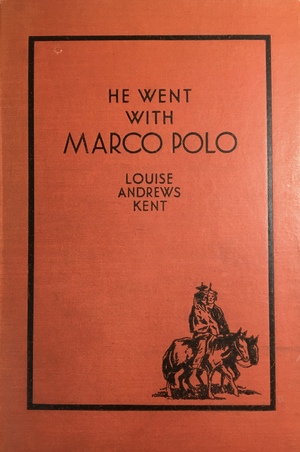 HE WENT
WITH
MARCO POLO
LOUISE
ANDREWS
KENT